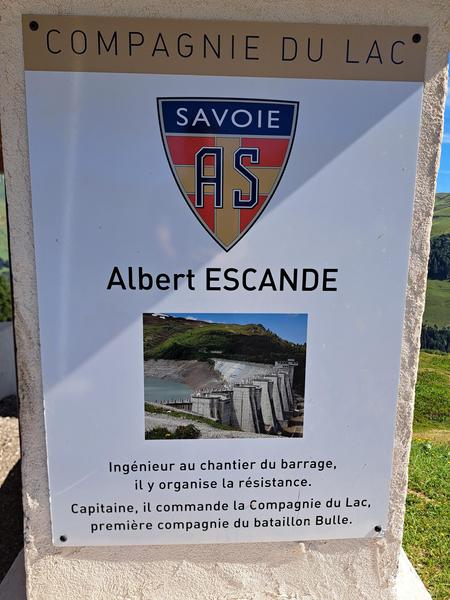 COMPAGNIE DU LAC
SAVOIE
AS
Albert ESCANDE
Ingénieur au chantier du barrage,
il y organise la résistance.
Capitaine, il commande la Compagnie du Lac,
première compagnie du bataillon Bulle.